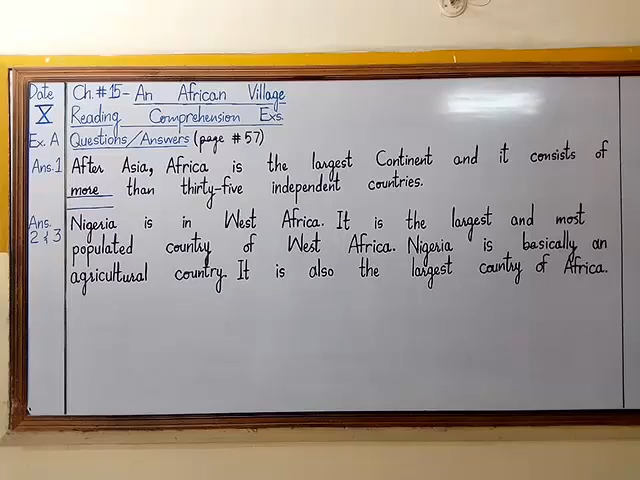 Date Ch. #15- An African Village
X Reading Comprehension Exs.
Ex. A Questions/Answers (page #57)
Ans.1 After Asia, Africa is the largest Continent and it consists of
more than thirty-five independent countries.
Ans. Nigeria is in West Africa. It is the largest and most
2 & 3 populated country of West Africa. Nigeria is basically an
agricultural country. It is also the largest country of Africa.